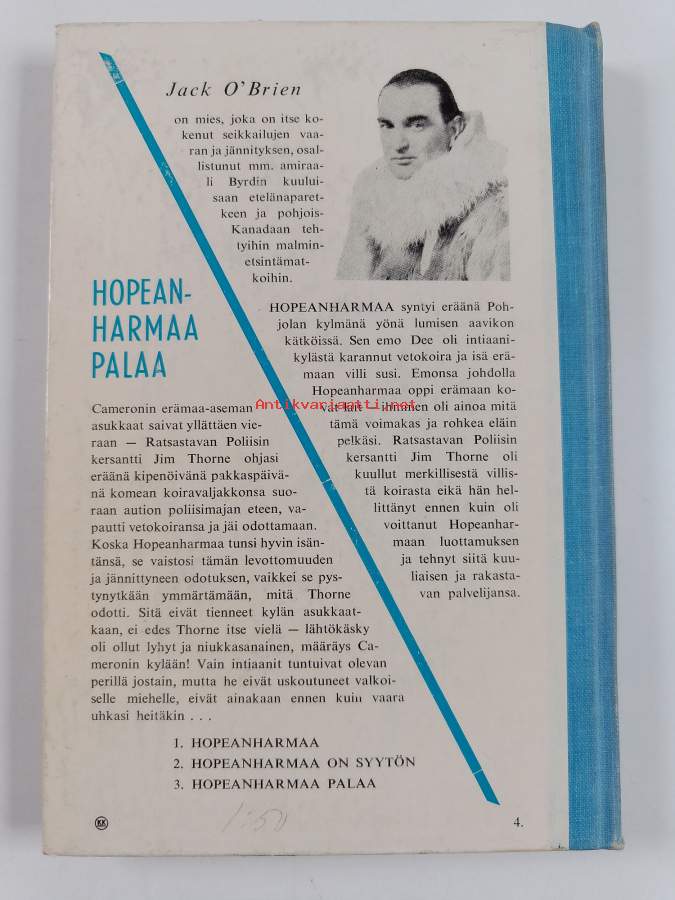 Jack O'Brien
on mies, joka on itse ko-
kenut seikkailujen vaa-
ran ja jännityksen, osal-
listunut mm. amiraa-
li Byrdin kuului-
saan etelänaparet-
keen ja pohjois-
Kanadaan teh-
tyihin malmin-
etsintämat-
koihin.
HOPEANHARMAA syntyi eräänä Poh-
jolan kylmänä yönä lumisen aavikon
kätköissä. Sen emo Dee oli intiaani-
kylästä karannut vetokoira ja isä erä-
maan villi susi. Emonsa johdolla
Hopeanharmaa oppi erämaan ko-
vat lait — ihminen oli ainoa mitä
tämä voimakas ja rohkea eläin
pelkäsi. Ratsastavan Poliisin
kersantti Jim Thorne oli
kuullut merkillisestä villis-
tä koirasta eikä hän hel-
littänyt ennen kuin oli
voittanut Hopeanhar-
maan luottamuksen
ja tehnyt siitä kuu-
liaisen ja rakasta-
van palvelijansa.
HOPEAN-
HARMAA
PALAA
Cameronin erämaa-aseman
asukkaat saivat yllättäen vie-
raan — Ratsastavan Poliisin
kersantti Jim Thorne ohjasi
eräänä kipenöivänä pakkaspäivä-
nä komean koiravaljakkonsa suo-
raan aution poliisimajan eteen, va-
pautti vetokoiransa ja jäi odottamaan.
Koska Hopeanharmaa tunsi hyvin isän-
tänsä, se vaistosi tämän levottomuuden
ja jännittyneen odotuksen, vaikkei se pys-
tynytkään ymmärtämään, mitä Thorne
odotti. Sitä eivät tienneet kylän asukkaat-
kaan, ei edes Thorne itse vielä — lähtökäsky
oli ollut lyhyt ja niukkasanainen, määräys Ca-
meronin kylään! Vain intiaanit tuntuivat olevan
perillä jostain, mutta he eivät uskoutuneet valkoi-
selle miehelle, eivät ainakaan ennen kuin vaara
uhkasi heitäkin . . .
1. HOPEANHARMAA
2. HOPEANHARMAA ON SYYTÖN
3. HOPEANHARMAA PALAA
KK
1:50
4.
Antikvariaatti.net